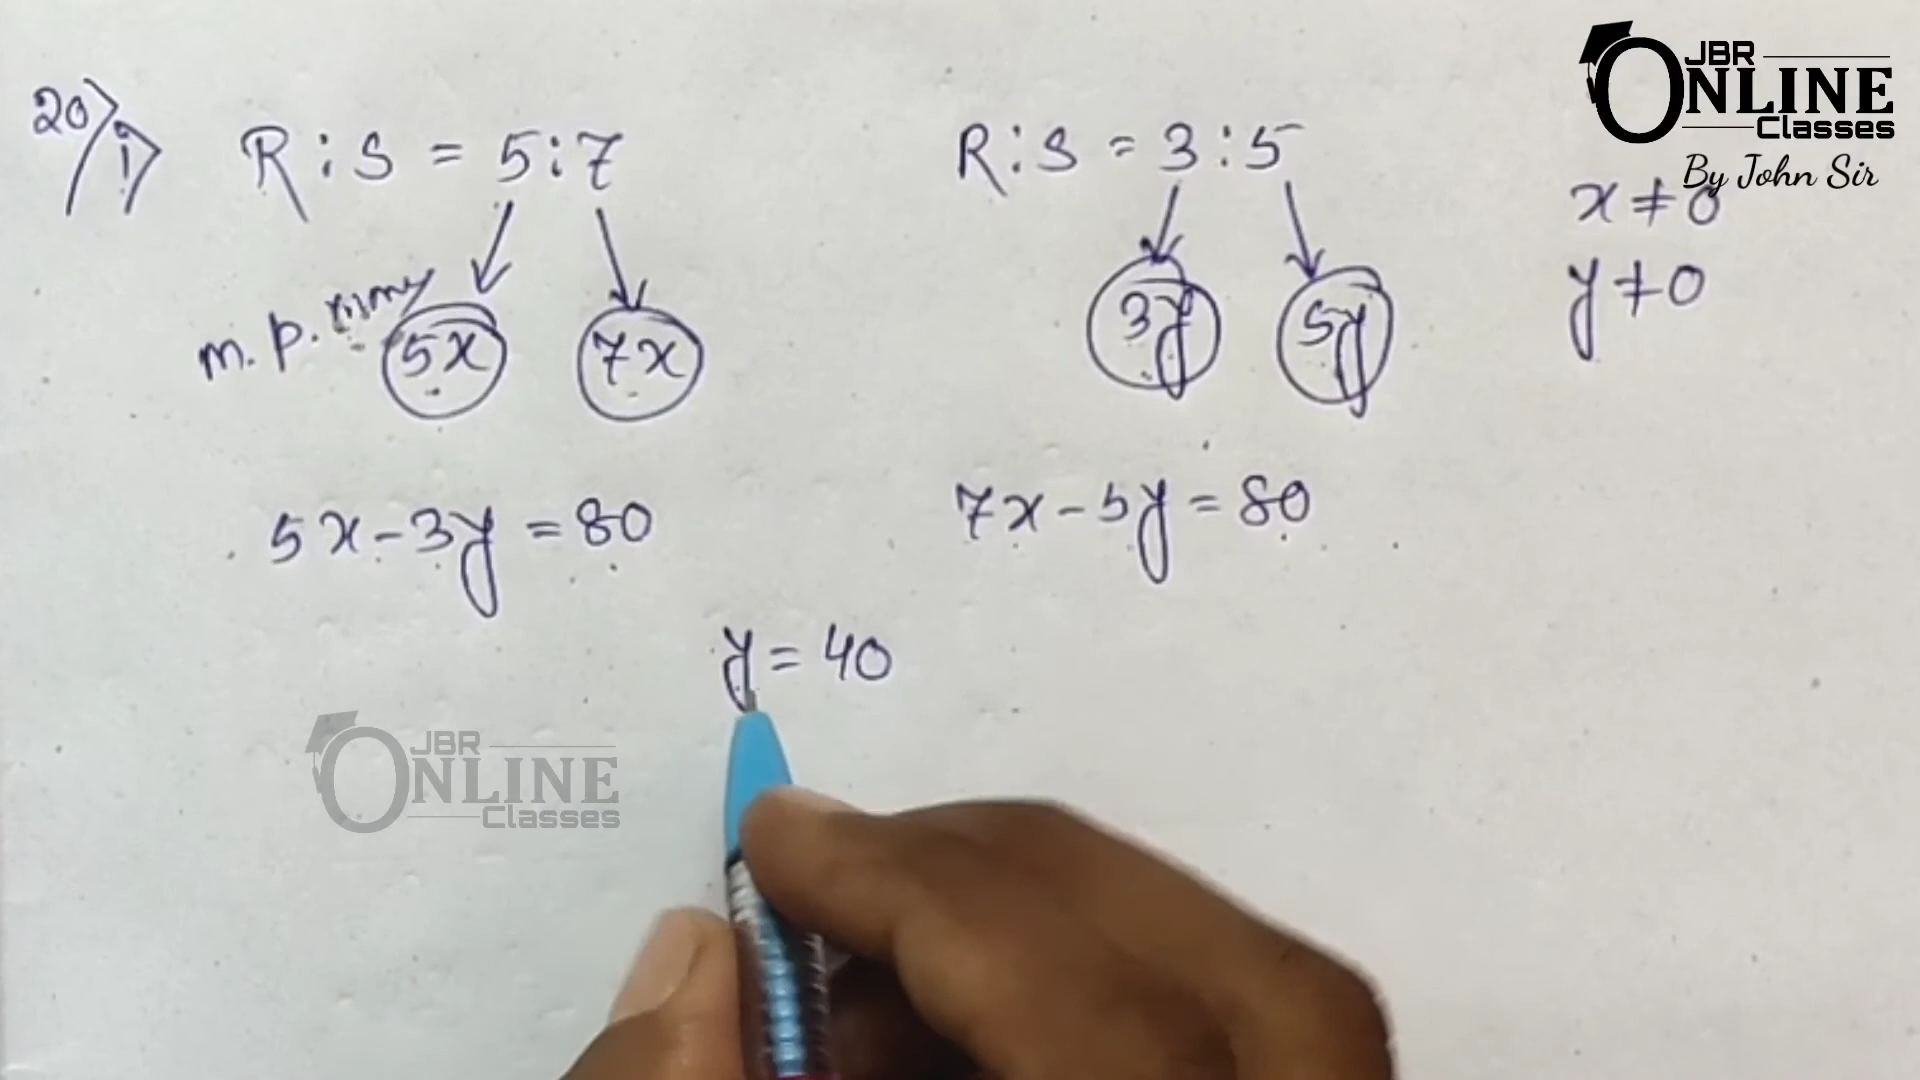 JBR
ONLINE
Classes
By John Sir
20) i) R : S = 5 : 7
R : S = 3 : 5
x ≠ 0
y ≠ 0
m. p.
5x 7x
3y 5y
5x - 3y = 80
7x - 5y = 80
y = 40
JBR
ONLINE
Classes